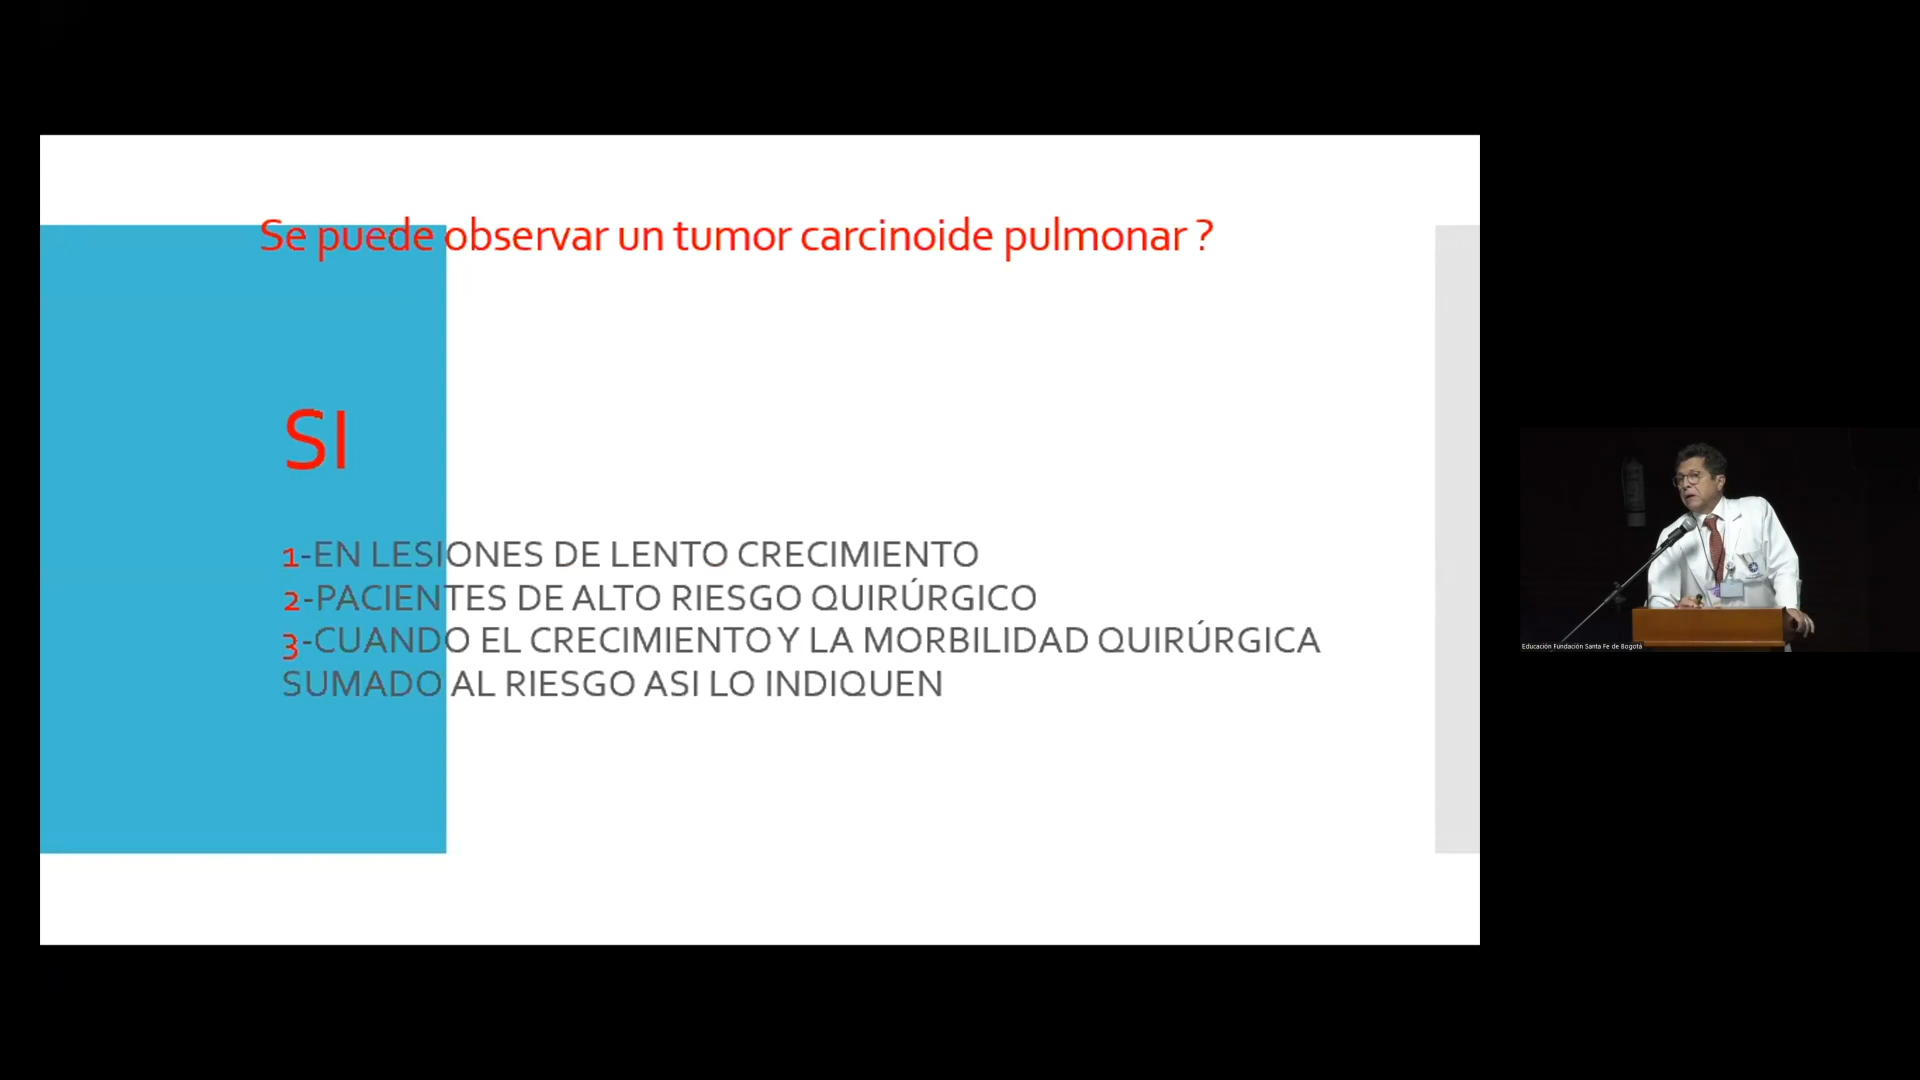 Se puede observar un tumor carcinoide pulmonar ?
SI
1-EN LESIONES DE LENTO CRECIMIENTO
2-PACIENTES DE ALTO RIESGO QUIRÚRGICO
3-CUANDO EL CRECIMIENTO Y LA MORBILIDAD QUIRÚRGICA
SUMADO AL RIESGO ASI LO INDIQUEN
Educación Fundación Santa Fe de Bogotá